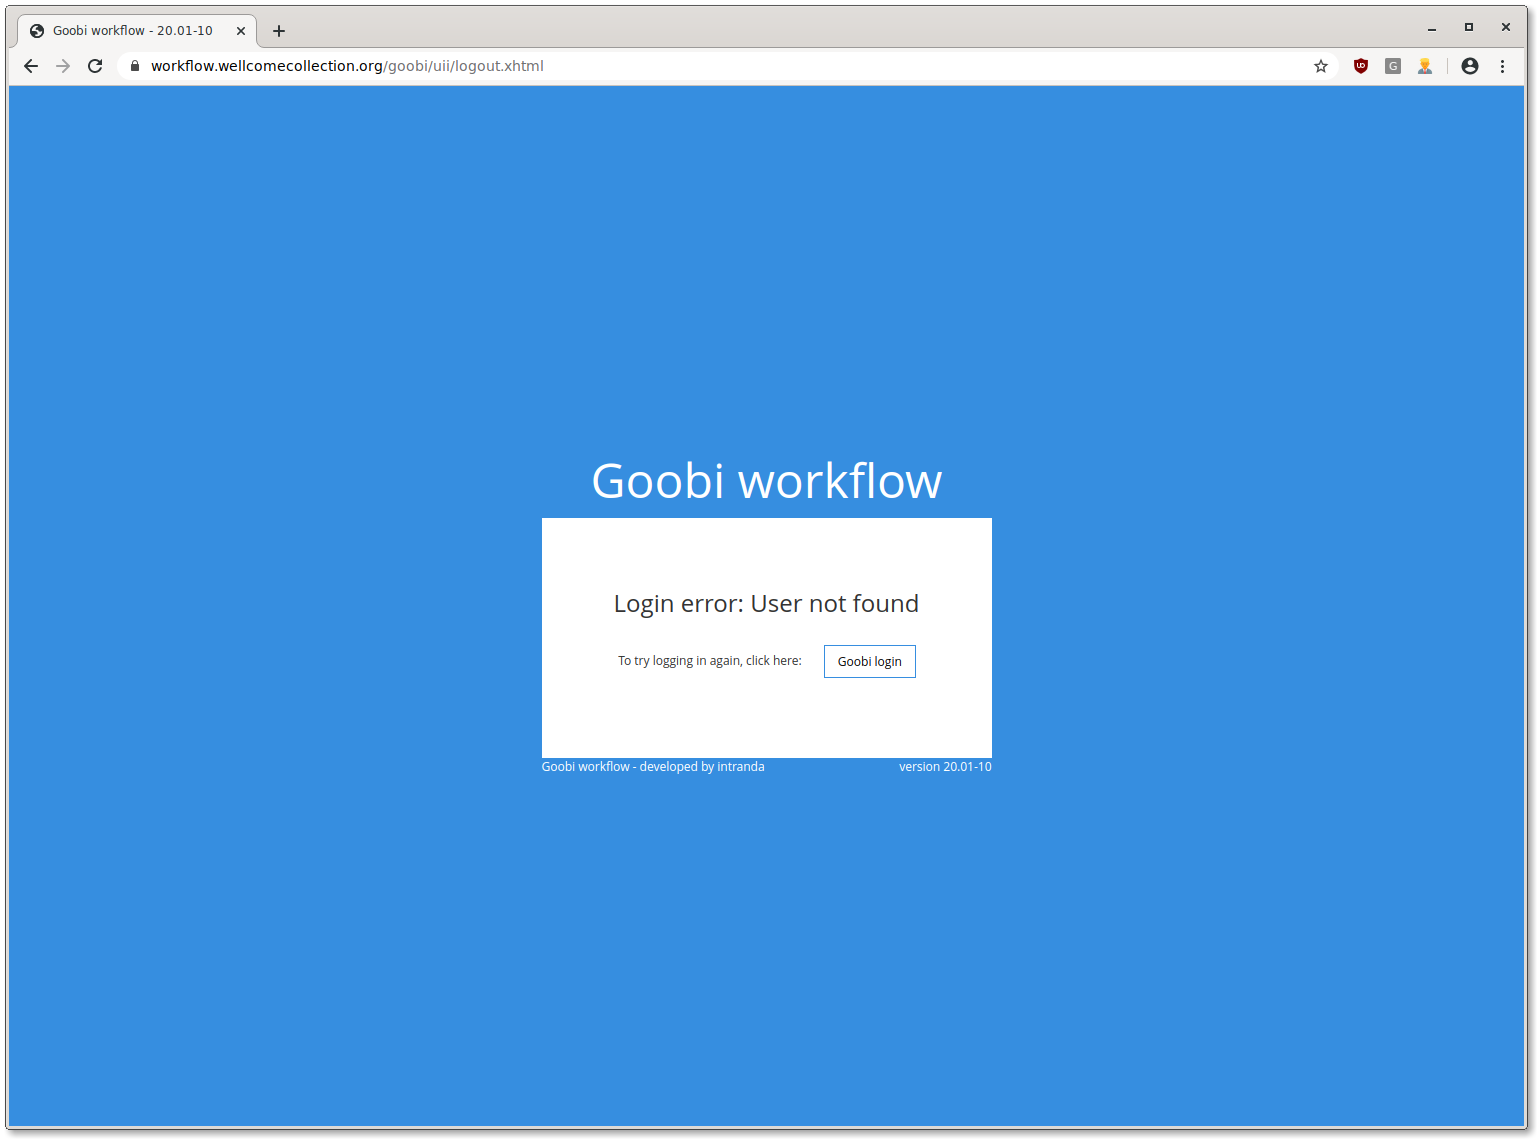 Goobi workflow - 20.01-10
workflow.wellcomecollection.org/goobi/uii/logout.xhtml
UO
G
Goobi workflow
Login error: User not found
To try logging in again, click here:
Goobi login
Goobi workflow - developed by intranda
version 20.01-10